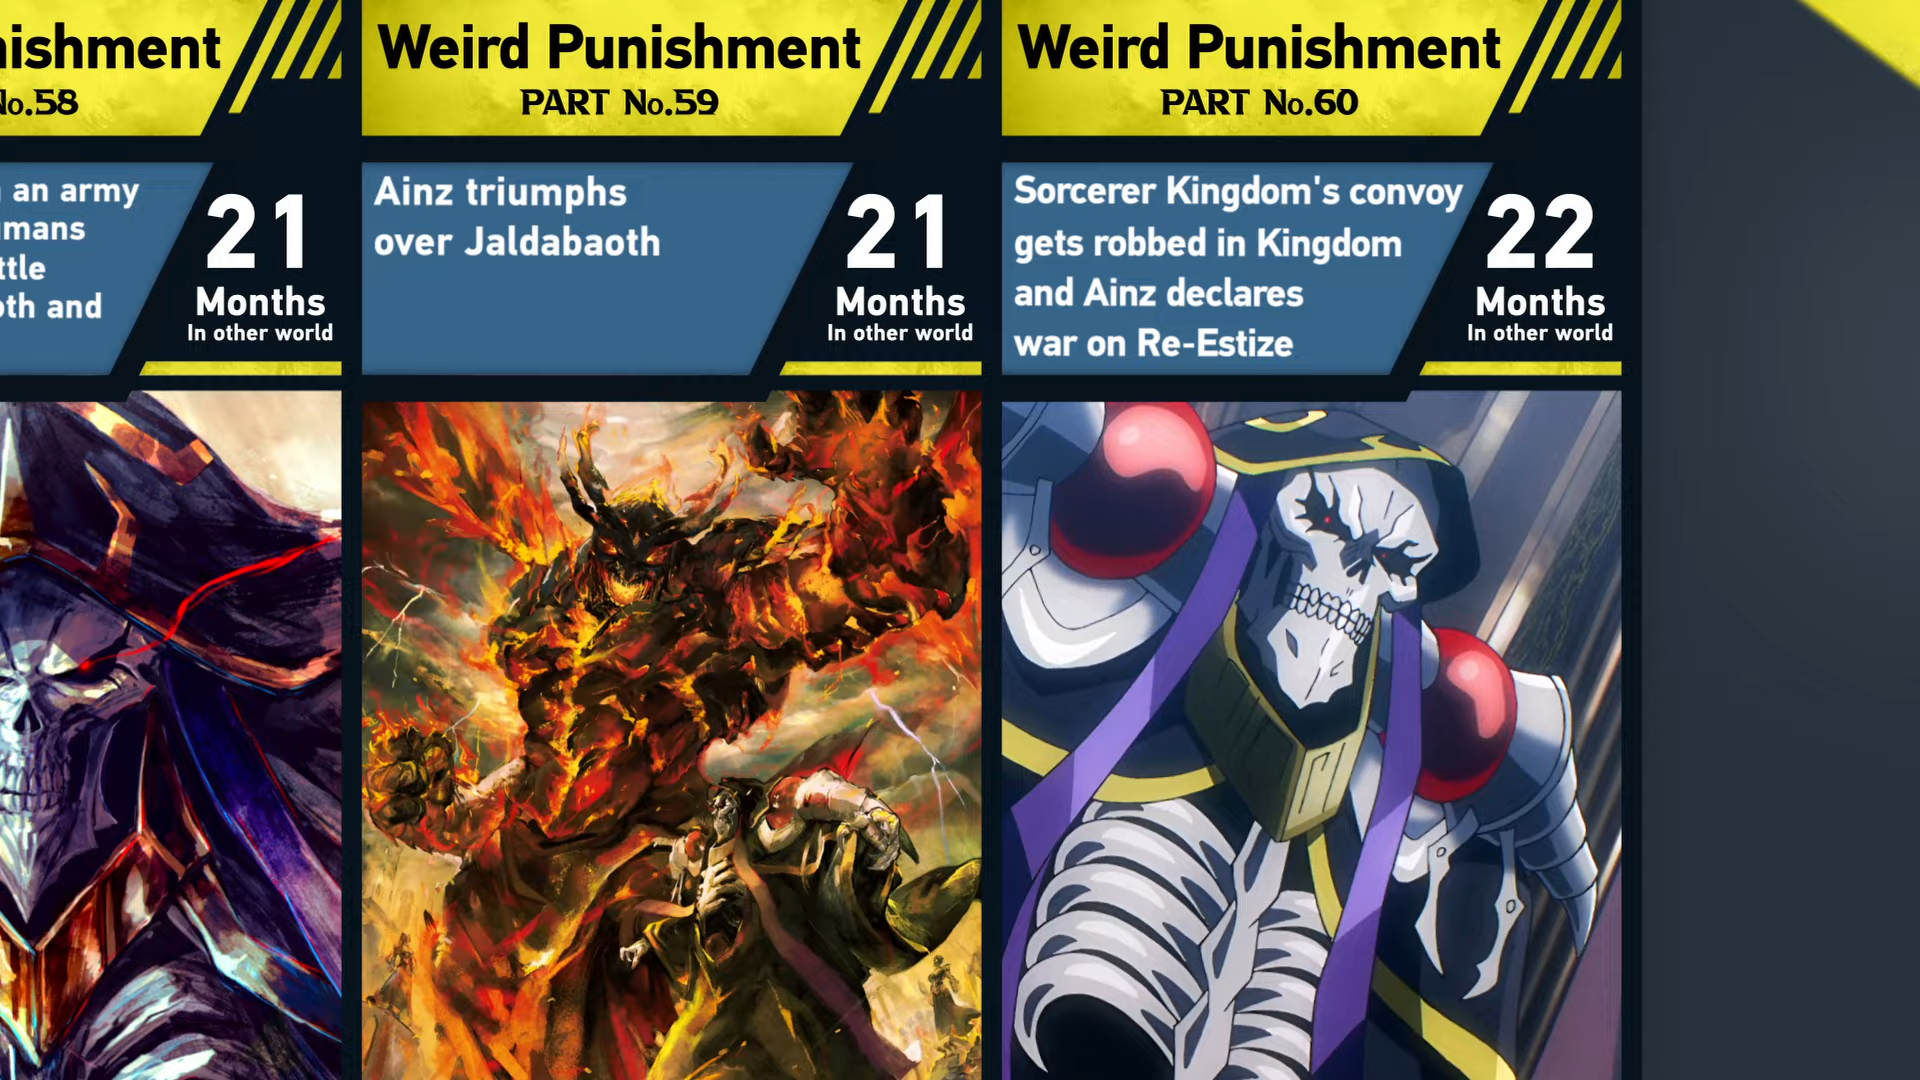 nishment
No.58
an army
mans
ttle
oth and
21
Months
In other world
Weird Punishment
PART No.59
Ainz triumphs
over Jaldabaoth
21
Months
In other world
Weird Punishment
PART No.60
Sorcerer Kingdom's convoy
gets robbed in Kingdom
and Ainz declares
war on Re-Estize
22
Months
In other world